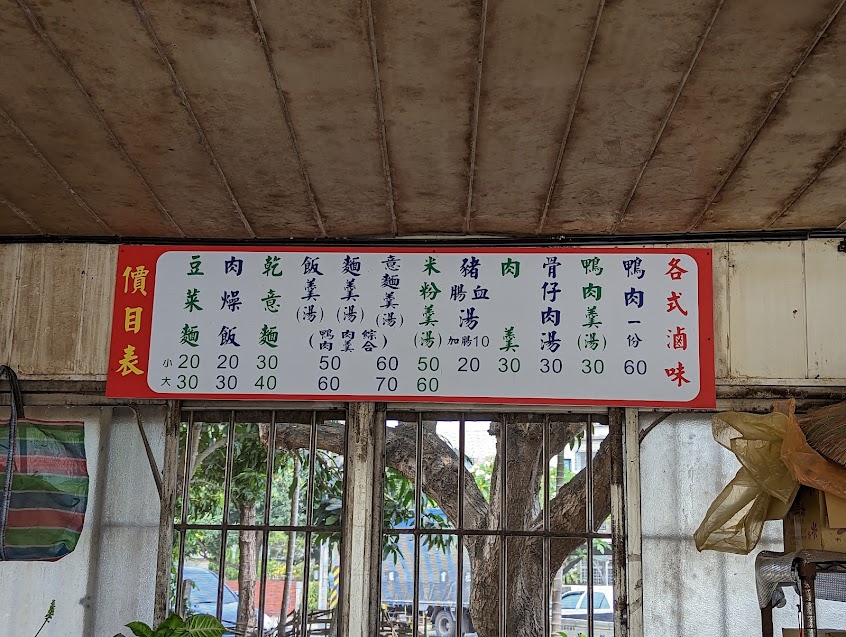 價目表
小 大
豆菜麵 20 30
肉燥飯 20 30
乾意麵 30 40
飯羹(湯)
麵羹(湯)
50 60
意麵羹(湯) 60 70
(鴨肉 肉羹 綜合)
米粉羹(湯) 50 60
豬腸血湯 加腸10 20
肉羹 30
骨仔肉湯 30
鴨肉羹(湯) 30
鴨肉一份 60
各式滷味